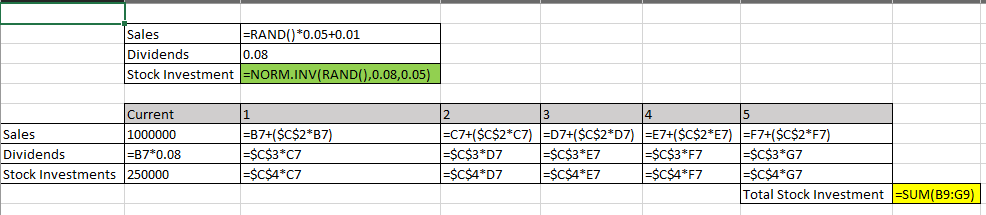 Sales =RAND()*0.05+0.01
Dividends 0.08
Stock Investment =NORM.INV(RAND(),0.08,0.05)
Current 1 2 3 4 5
Sales 1000000 =B7+($C$2*B7) =C7+($C$2*C7) =D7+($C$2*D7) =E7+($C$2*E7) =F7+($C$2*F7)
Dividends =B7*0.08 =$C$3*C7 =$C$3*D7 =$C$3*E7 =$C$3*F7 =$C$3*G7
Stock Investments 250000 =$C$4*C7 =$C$4*D7 =$C$4*E7 =$C$4*F7 =$C$4*G7
Total Stock Investment =SUM(B9:G9)